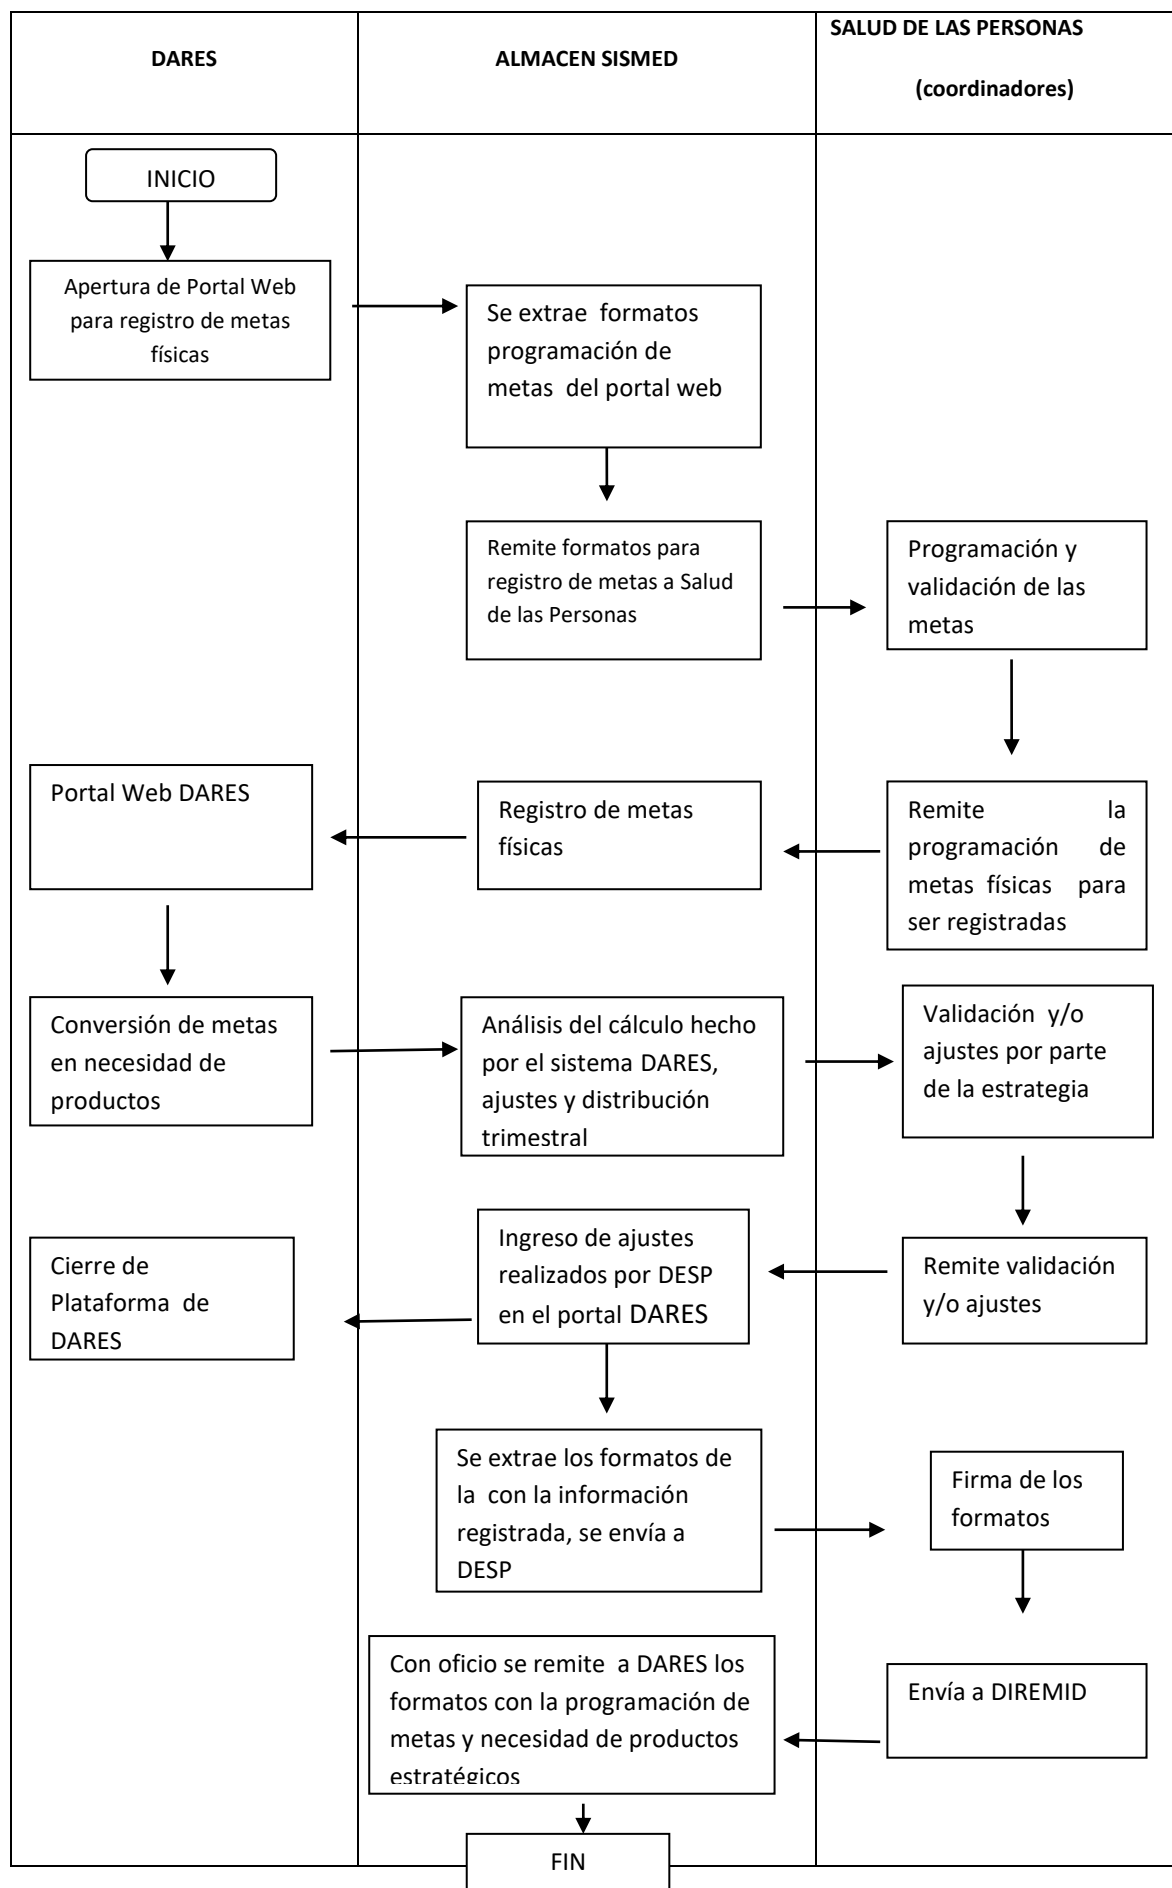 DARES
ALMACEN SISMED
SALUD DE LAS PERSONAS
(coordinadores)
INICIO
Apertura de Portal Web
para registro de metas
físicas
Se extrae formatos
programación de
metas del portal web
Remite formatos para
registro de metas a Salud
de las Personas
Programación y
validación de las
metas
Remite la
programación de
metas físicas para
ser registradas
Registro de metas
físicas
Portal Web DARES
Conversión de metas
en necesidad de
productos
Análisis del cálculo hecho
por el sistema DARES,
ajustes y distribución
trimestral
Validación y/o
ajustes por parte
de la estrategia
Remite validación
y/o ajustes
Ingreso de ajustes
realizados por DESP
en el portal DARES
Cierre de
Plataforma de
DARES
Se extrae los formatos de
la con la información
registrada, se envía a
DESP
Firma de los
formatos
Envía a DIREMID
Con oficio se remite a DARES los
formatos con la programación de
metas y necesidad de productos
estratégicos
FIN